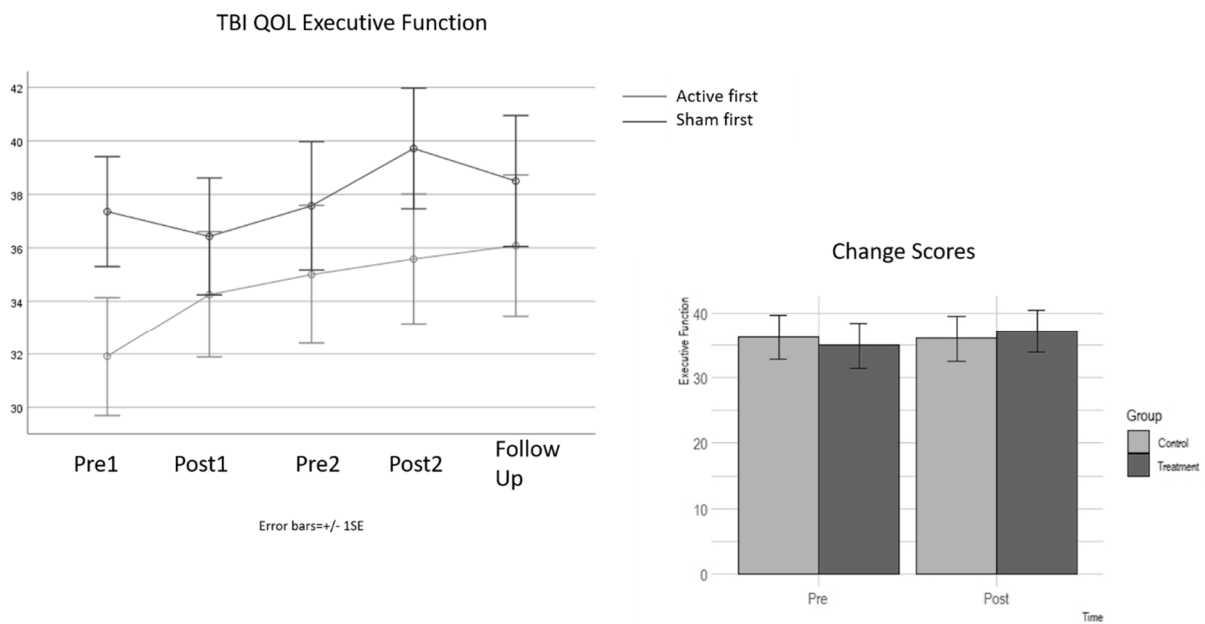 TBI QOL Executive Function
42
40
38
36
34
32
30
Pre1
Post1
Pre2
Post2
Follow
Up
Error bars=+/- 1SE
Active first
Sham first
Change Scores
Executive Function
40
30
20
10
0
Pre
Post
Time
Group
Control
Treatment